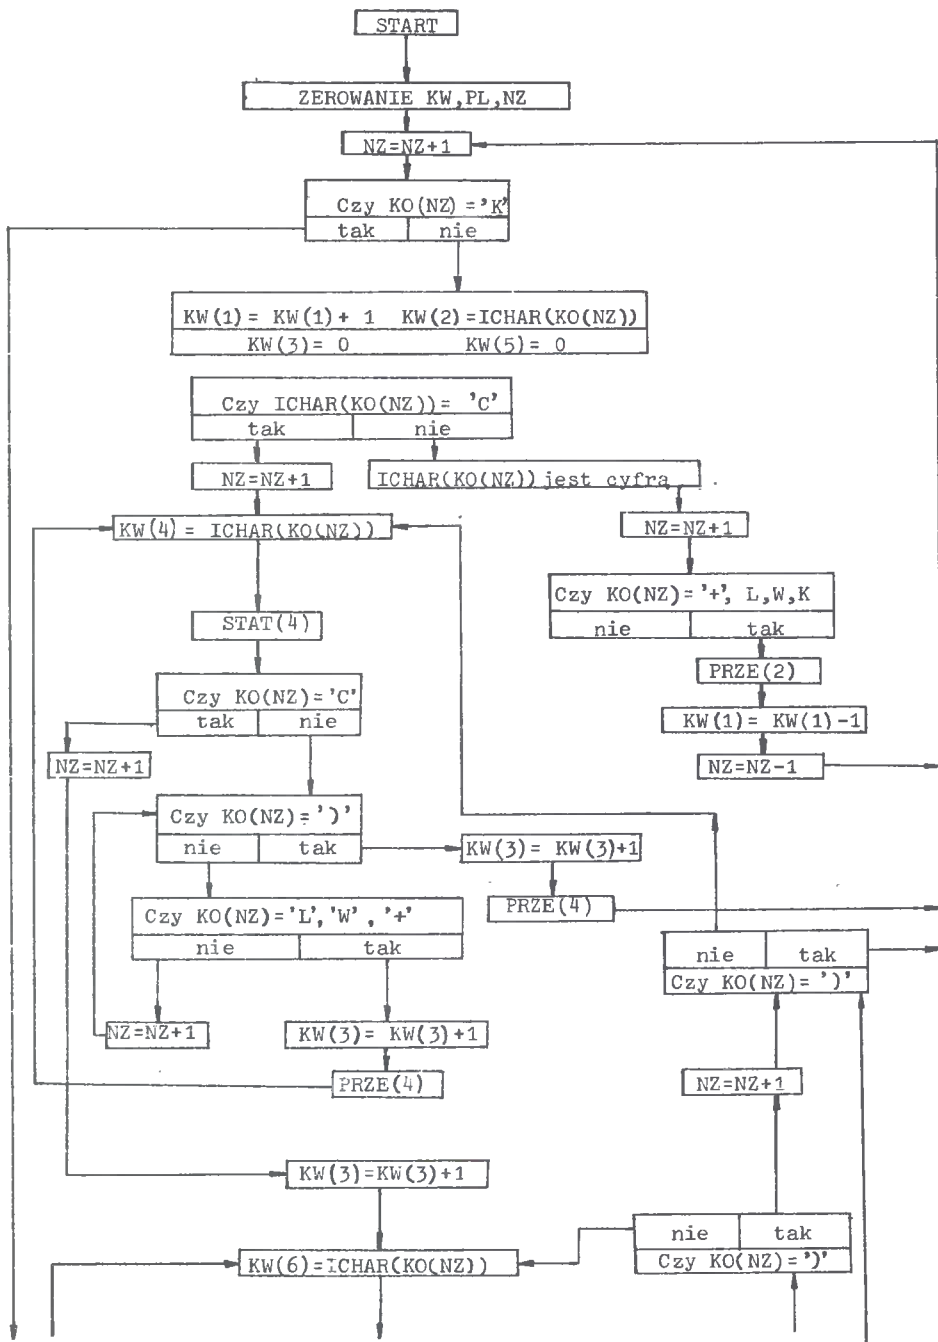 START
ZEROWANIE KW,PL,NZ
NZ=NZ+1
Czy KO(NZ)='K'
tak nie
KW(1)= KW(1)+ 1 KW(2)=ICHAR(KO(NZ))
KW(3)= 0 KW(5)= 0
Czy ICHAR(KO(NZ))= 'C'
tak nie
NZ=NZ+1
ICHAR(KO(NZ)) jest cyfrą
KW(4)= ICHAR(KO(NZ))
NZ=NZ+1
Czy KO(NZ)='+', L,W,K
nie tak
STAT(4)
PRZE(2)
Czy KO(NZ)='C'
tak nie
KW(1)= KW(1)-1
NZ=NZ+1
NZ=NZ-1
Czy KO(NZ)=')'
nie tak
KW(3)= KW(3)+1
PRZE(4)
Czy KO(NZ)='L','W','+'
nie tak
nie tak
Czy KO(NZ)=')'
NZ=NZ+1
KW(3)= KW(3)+1
PRZE(4)
NZ=NZ+1
KW(3)=KW(3)+1
nie tak
Czy KO(NZ)=')'
KW(6)=ICHAR(KO(NZ))